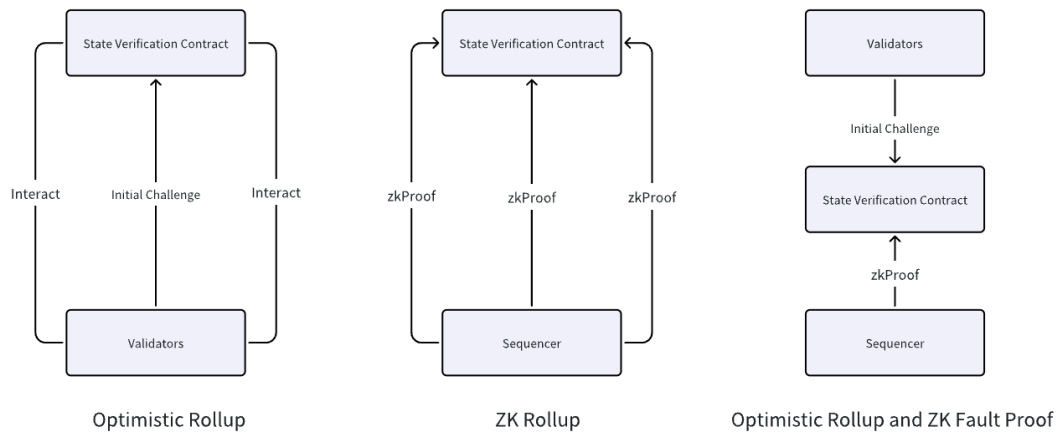 State Verification Contract
Interact
Initial Challenge
Interact
Validators
Optimistic Rollup
State Verification Contract
zkProof
zkProof
zkProof
Sequencer
ZK Rollup
Validators
Initial Challenge
State Verification Contract
zkProof
Sequencer
Optimistic Rollup and ZK Fault Proof